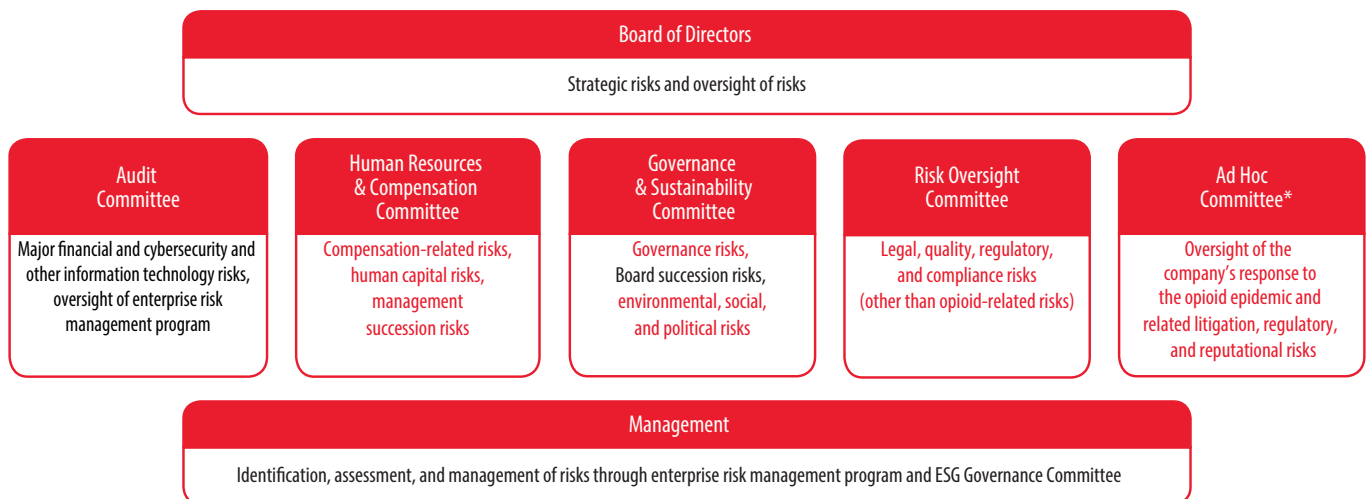 Board of Directors
Strategic risks and oversight of risks
Audit
Committee
Major financial and cybersecurity and
other information technology risks,
oversight of enterprise risk
management program
Human Resources
& Compensation
Committee
Compensation-related risks,
human capital risks,
management
succession risks
Governance
& Sustainability
Committee
Governance risks,
Board succession risks,
environmental, social,
and political risks
Risk Oversight
Committee
Legal, quality, regulatory,
and compliance risks
(other than opioid-related risks)
Ad Hoc
Committee*
Oversight of the
company’s response to
the opioid epidemic and
related litigation, regulatory,
and reputational risks
Management
Identification, assessment, and management of risks through enterprise risk management program and ESG Governance Committee